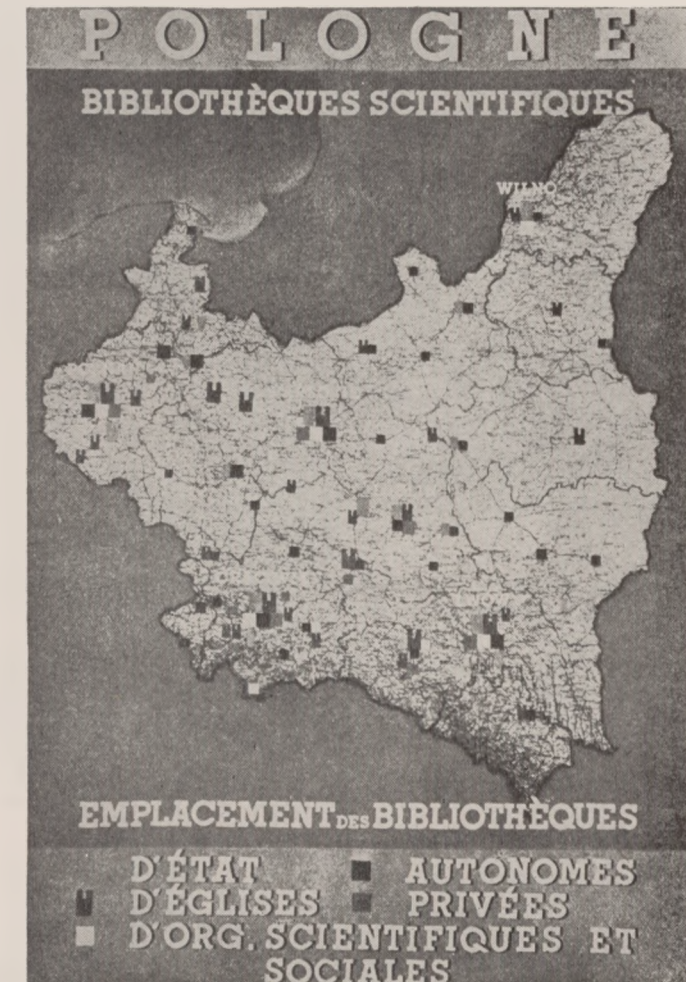 POLOGNE
BIBLIOTHÈQUES SCIENTIFIQUES
WILNO
EMPLACEMENT DES BIBLIOTHÈQUES
D'ÉTAT AUTONOMES
D'ÉGLISES PRIVÉES
D'ORG. SCIENTIFIQUES ET
SOCIALES